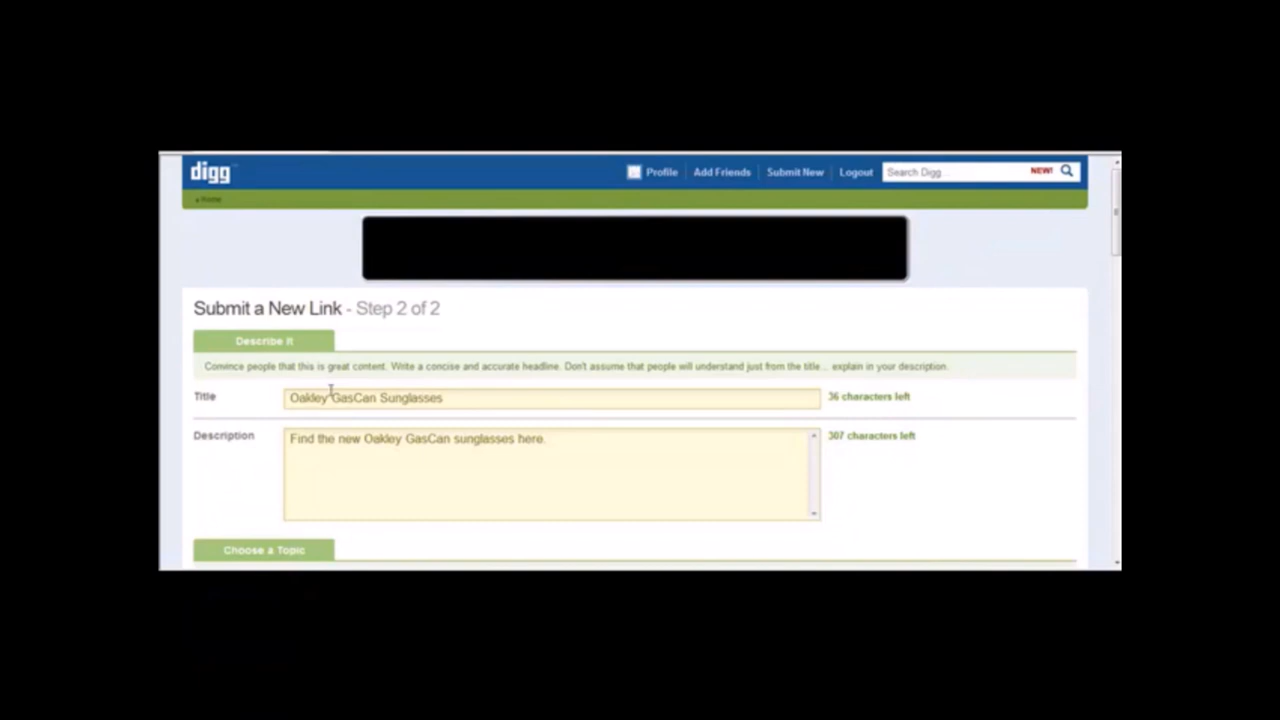 digg
Profile Add Friends Submit New Logout Search Digg... NEW!
Home
Submit a New Link - Step 2 of 2
Describe it
Convince people that this is great content. Write a concise and accurate headline. Don't assume that people will understand just from the title... explain in your description.
Title Oakley GasCan Sunglasses 36 characters left
Description Find the new Oakley GasCan sunglasses here. 307 characters left
Choose a Topic